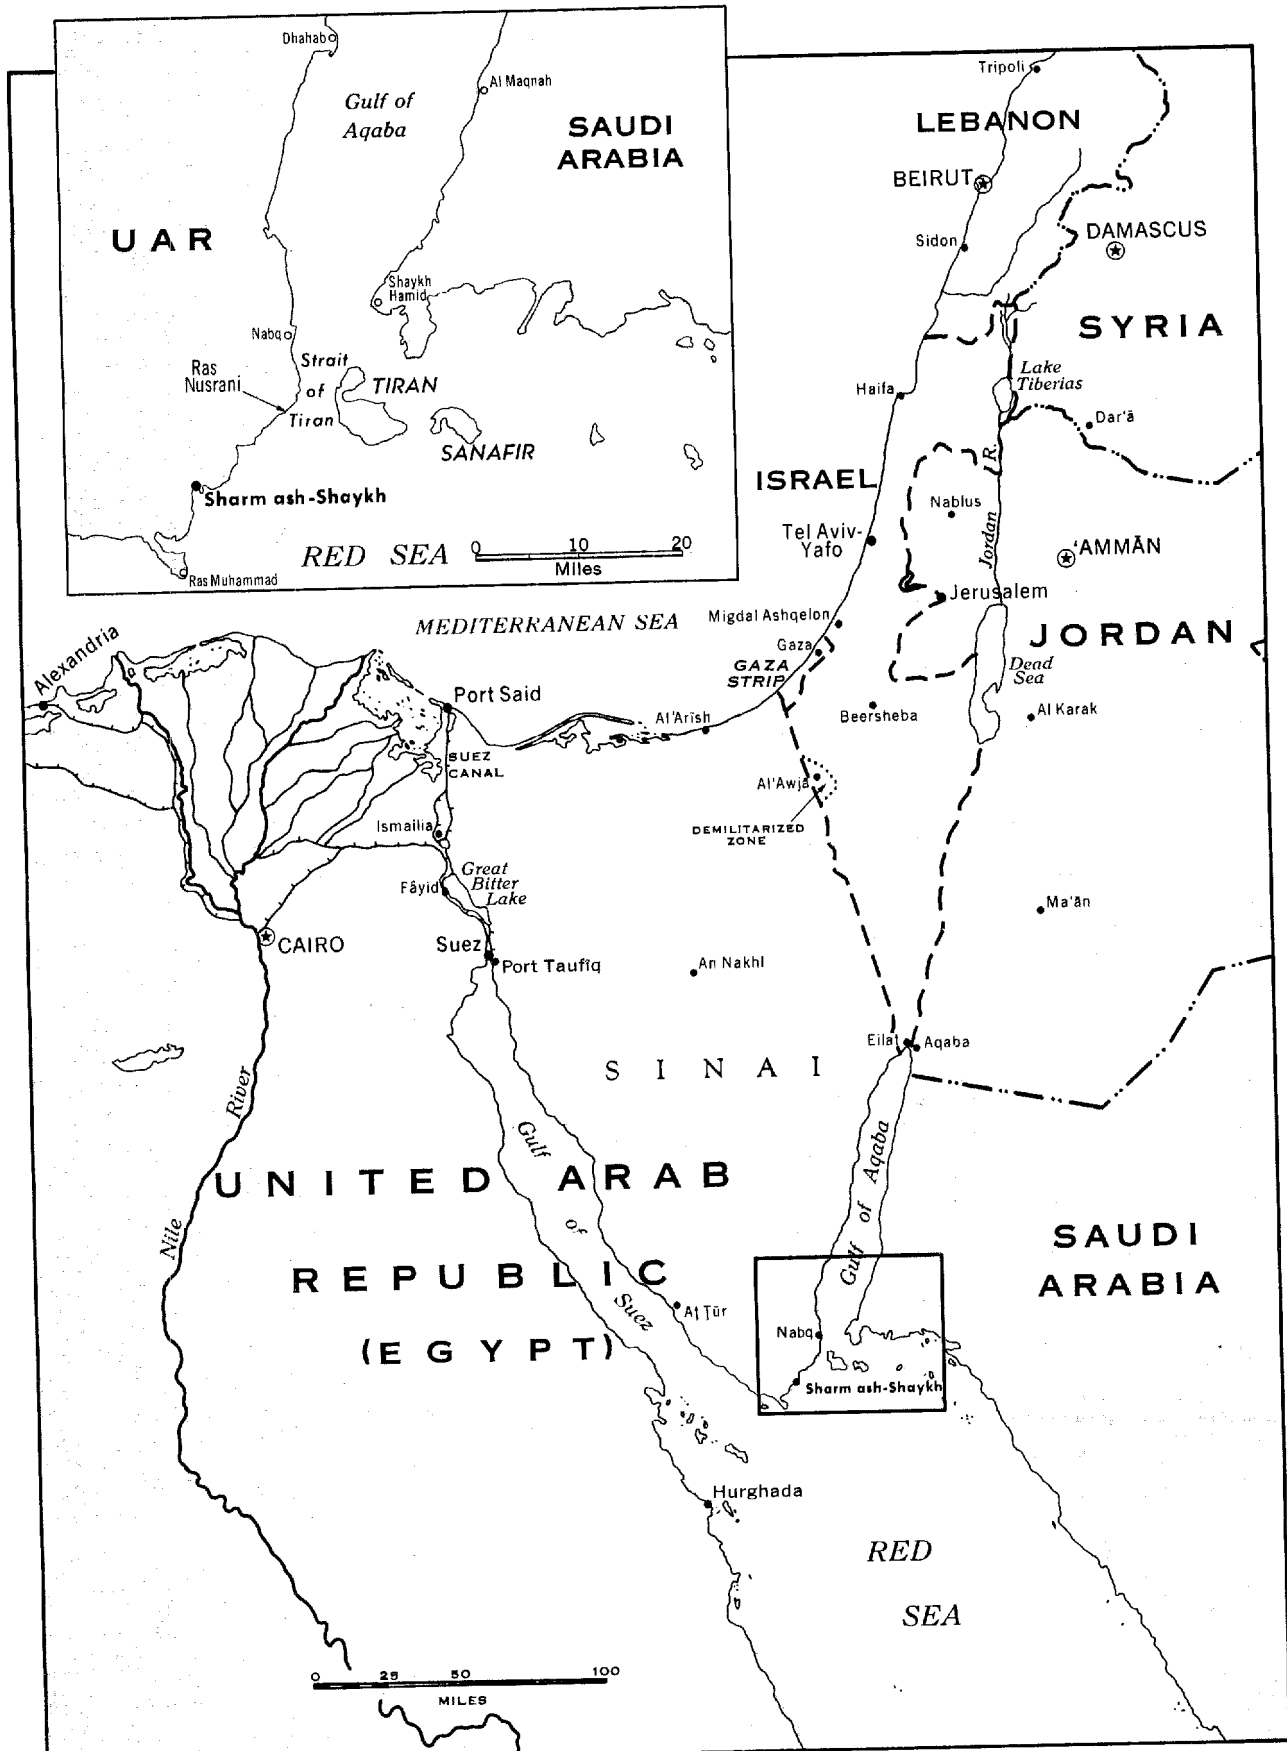 Dhahab
Al Maqnah
Gulf of
Aqaba
SAUDI
ARABIA
UAR
Shaykh
Hamid
Nabq
Strait
of
Tiran
Ras
Nusrani
TIRAN
SANAFIR
Sharm ash-Shaykh
RED SEA
0 10 20
Miles
Ras Muhammad
Tripoli
LEBANON
BEIRUT
DAMASCUS
Sidon
SYRIA
Lake
Tiberias
Haifa
Dar'ā
ISRAEL
Nablus
Jordan R.
Tel Aviv-
Yafo
'AMMĀN
Jerusalem
MEDITERRANEAN SEA
Migdal Ashqelon
JORDAN
Gaza
GAZA
STRIP
Dead
Sea
Alexandria
Port Said
Al 'Arīsh
Beersheba
Al Karak
SUEZ
CANAL
Al 'Awjā
DEMILITARIZED
ZONE
Ismailia
Great
Bitter
Lake
Fâyid
Ma'ān
CAIRO
Suez
Port Taufîq
An Nakhl
Eilat
Aqaba
SINAI
Nile River
Gulf of Suez
Gulf of Aqaba
UNITED ARAB
REPUBLIC
(EGYPT)
SAUDI
ARABIA
Aţ Ţūr
Nabq
Sharm ash-Shaykh
Hurghada
RED
SEA
0 25 50 100
MILES